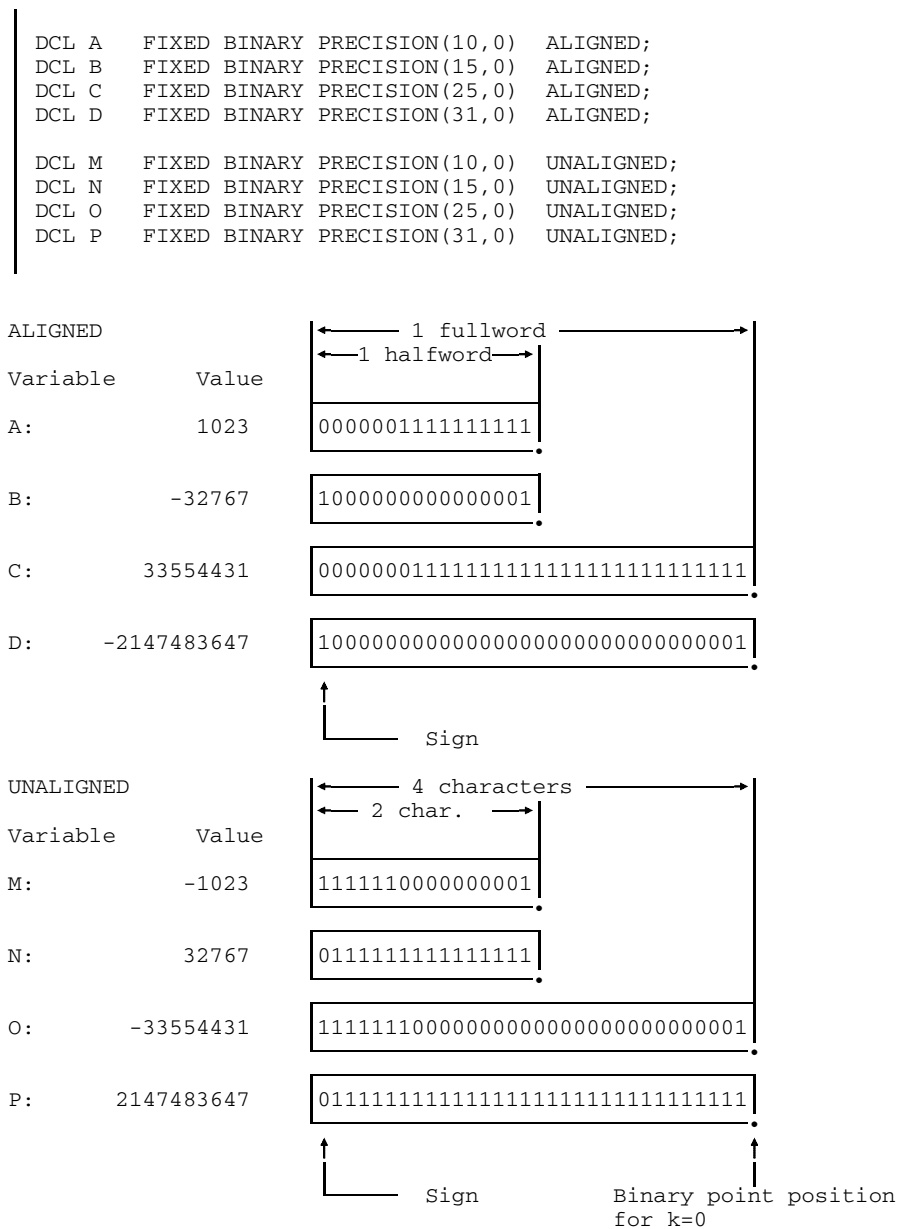 DCL A FIXED BINARY PRECISION(10,0) ALIGNED;
DCL B FIXED BINARY PRECISION(15,0) ALIGNED;
DCL C FIXED BINARY PRECISION(25,0) ALIGNED;
DCL D FIXED BINARY PRECISION(31,0) ALIGNED;
DCL M FIXED BINARY PRECISION(10,0) UNALIGNED;
DCL N FIXED BINARY PRECISION(15,0) UNALIGNED;
DCL O FIXED BINARY PRECISION(25,0) UNALIGNED;
DCL P FIXED BINARY PRECISION(31,0) UNALIGNED;
ALIGNED 1 fullword
1 halfword
Variable Value
A: 1023 0000001111111111
B: -32767 1000000000000001
C: 33554431 00000001111111111111111111111111
D: -2147483647 10000000000000000000000000000001
Sign
UNALIGNED 4 characters
2 char.
Variable Value
M: -1023 1111110000000001
N: 32767 0111111111111111
O: -33554431 11111110000000000000000000000001
P: 2147483647 01111111111111111111111111111111
Sign Binary point position
for k=0